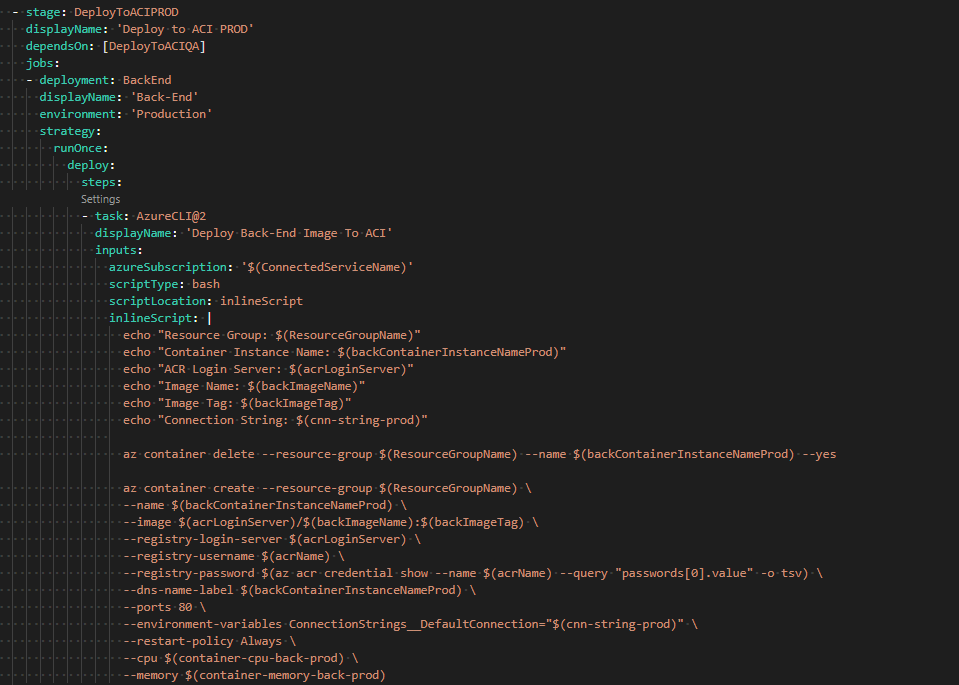 - stage: DeployToACIPROD
displayName: 'Deploy to ACI PROD'
dependsOn: [DeployToACIQA]
jobs:
- deployment: BackEnd
displayName: 'Back-End'
environment: 'Production'
strategy:
runOnce:
deploy:
steps:
Settings
- task: AzureCLI@2
displayName: 'Deploy Back-End Image To ACI'
inputs:
azureSubscription: '$(ConnectedServiceName)'
scriptType: bash
scriptLocation: inlineScript
inlineScript: |
echo "Resource Group: $(ResourceGroupName)"
echo "Container Instance Name: $(backContainerInstanceNameProd)"
echo "ACR Login Server: $(acrLoginServer)"
echo "Image Name: $(backImageName)"
echo "Image Tag: $(backImageTag)"
echo "Connection String: $(cnn-string-prod)"
az container delete --resource-group $(ResourceGroupName) --name $(backContainerInstanceNameProd) --yes
az container create --resource-group $(ResourceGroupName) \
--name $(backContainerInstanceNameProd) \
--image $(acrLoginServer)/$(backImageName):$(backImageTag) \
--registry-login-server $(acrLoginServer) \
--registry-username $(acrName) \
--registry-password $(az acr credential show --name $(acrName) --query "passwords[0].value" -o tsv) \
--dns-name-label $(backContainerInstanceNameProd) \
--ports 80 \
--environment-variables ConnectionStrings__DefaultConnection="$(cnn-string-prod)" \
--restart-policy Always \
--cpu $(container-cpu-back-prod) \
--memory $(container-memory-back-prod)